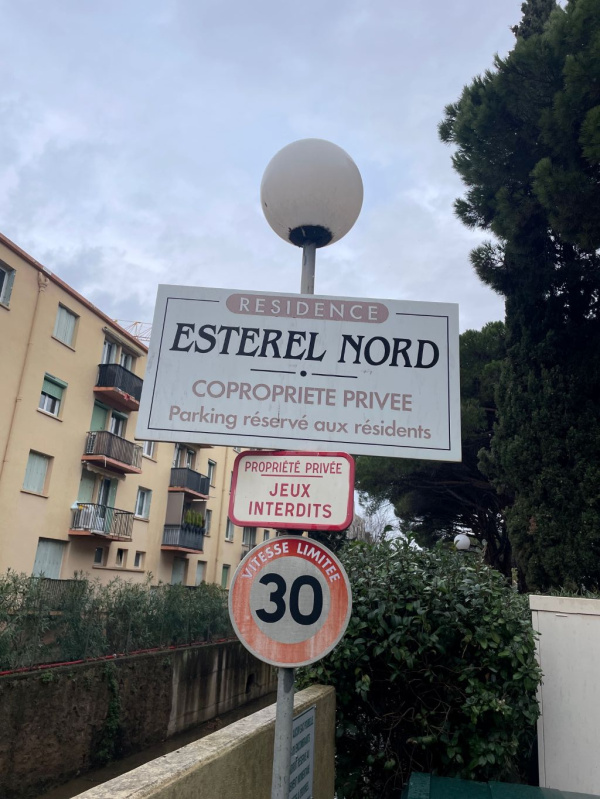 RESIDENCE
ESTEREL NORD
COPROPRIETE PRIVEE
Parking réservé aux résidents
PROPRIÉTÉ PRIVÉE
JEUX
INTERDITS
VITESSE LIMITÉE
30